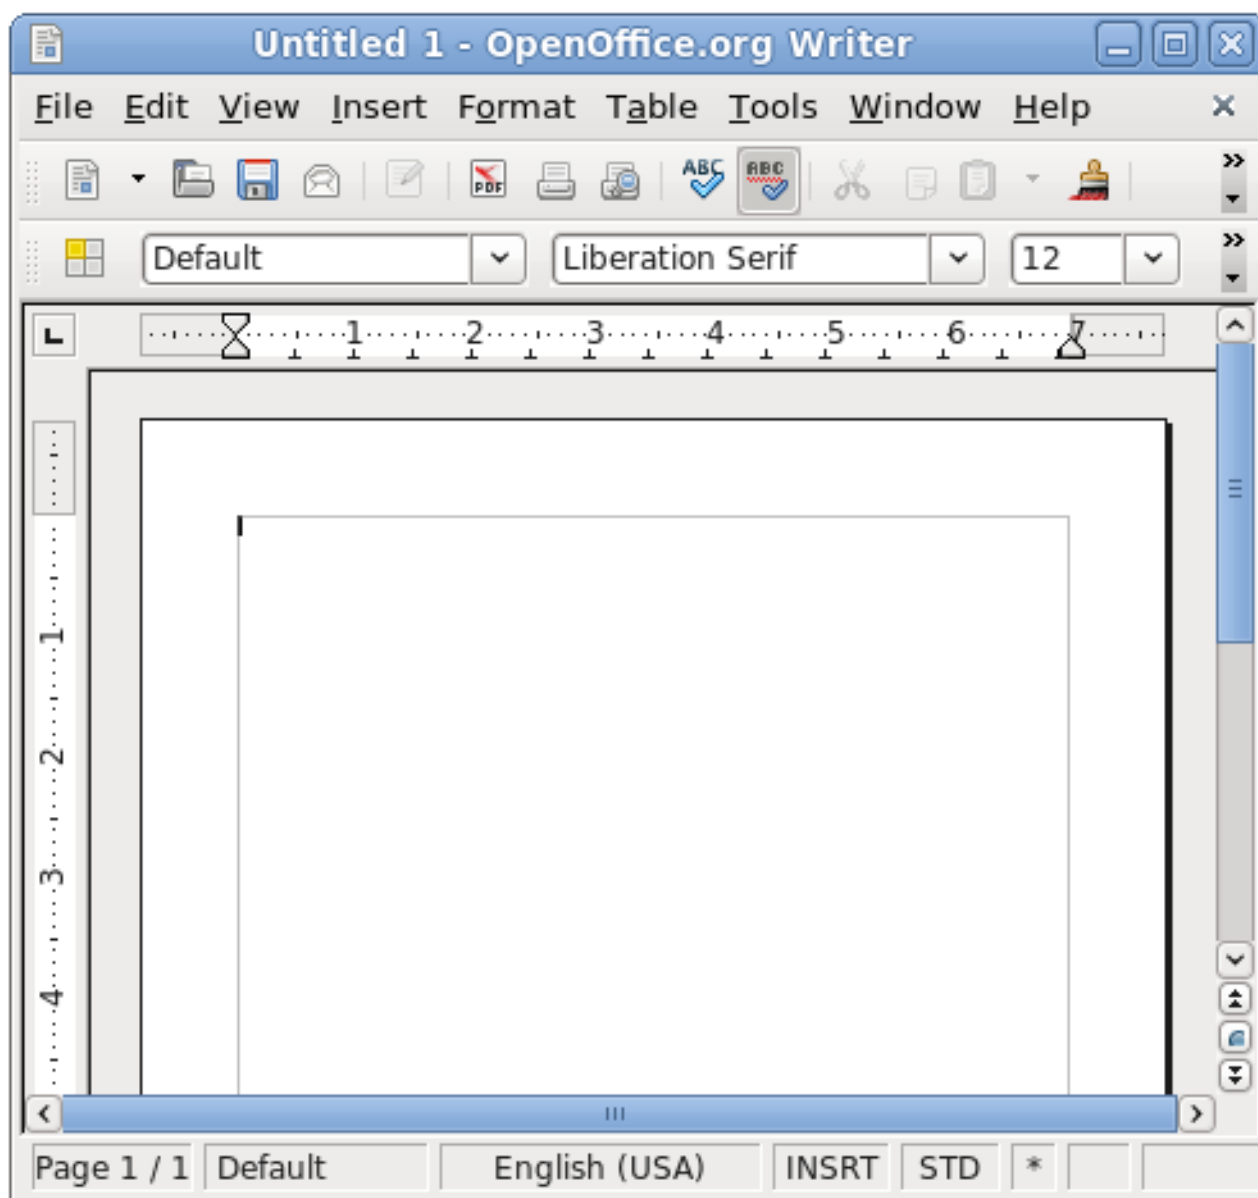 Untitled 1 - OpenOffice.org Writer
File Edit View Insert Format Table Tools Window Help
PDF ABC ABC
Default Liberation Serif 12
1 2 3 4 5 6 7
1
2
3
4
Page 1 / 1 Default English (USA) INSRT STD *